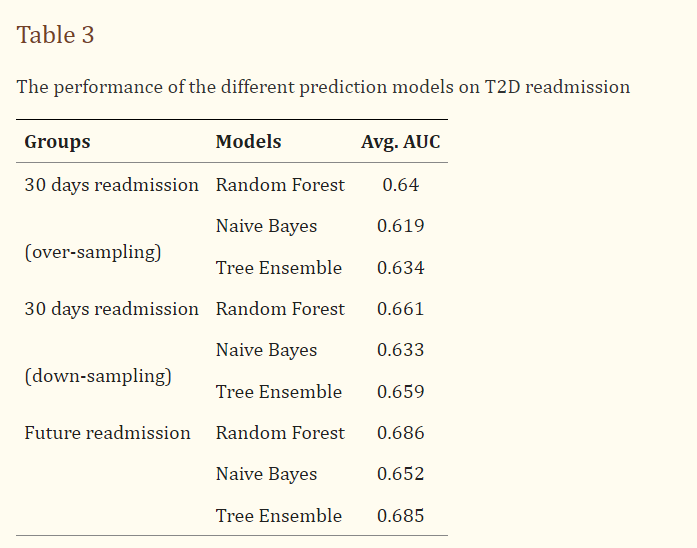 Table 3
The performance of the different prediction models on T2D readmission
Groups Models Avg. AUC
30 days readmission Random Forest 0.64
Naive Bayes 0.619
(over-sampling)
Tree Ensemble 0.634
30 days readmission Random Forest 0.661
Naive Bayes 0.633
(down-sampling)
Tree Ensemble 0.659
Future readmission Random Forest 0.686
Naive Bayes 0.652
Tree Ensemble 0.685